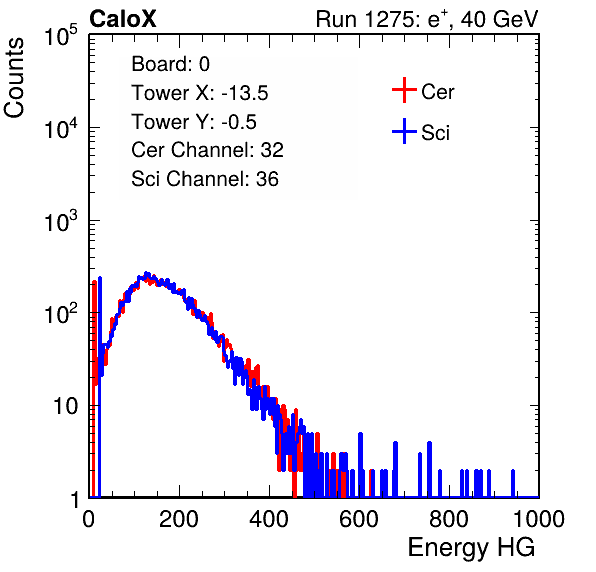 CaloX Run 1275: e⁺, 40 GeV
Counts
10⁵
10⁴
10³
10²
10
1
Board: 0
Tower X: -13.5
Tower Y: -0.5
Cer Channel: 32
Sci Channel: 36
Cer
Sci
0 200 400 600 800 1000
Energy HG